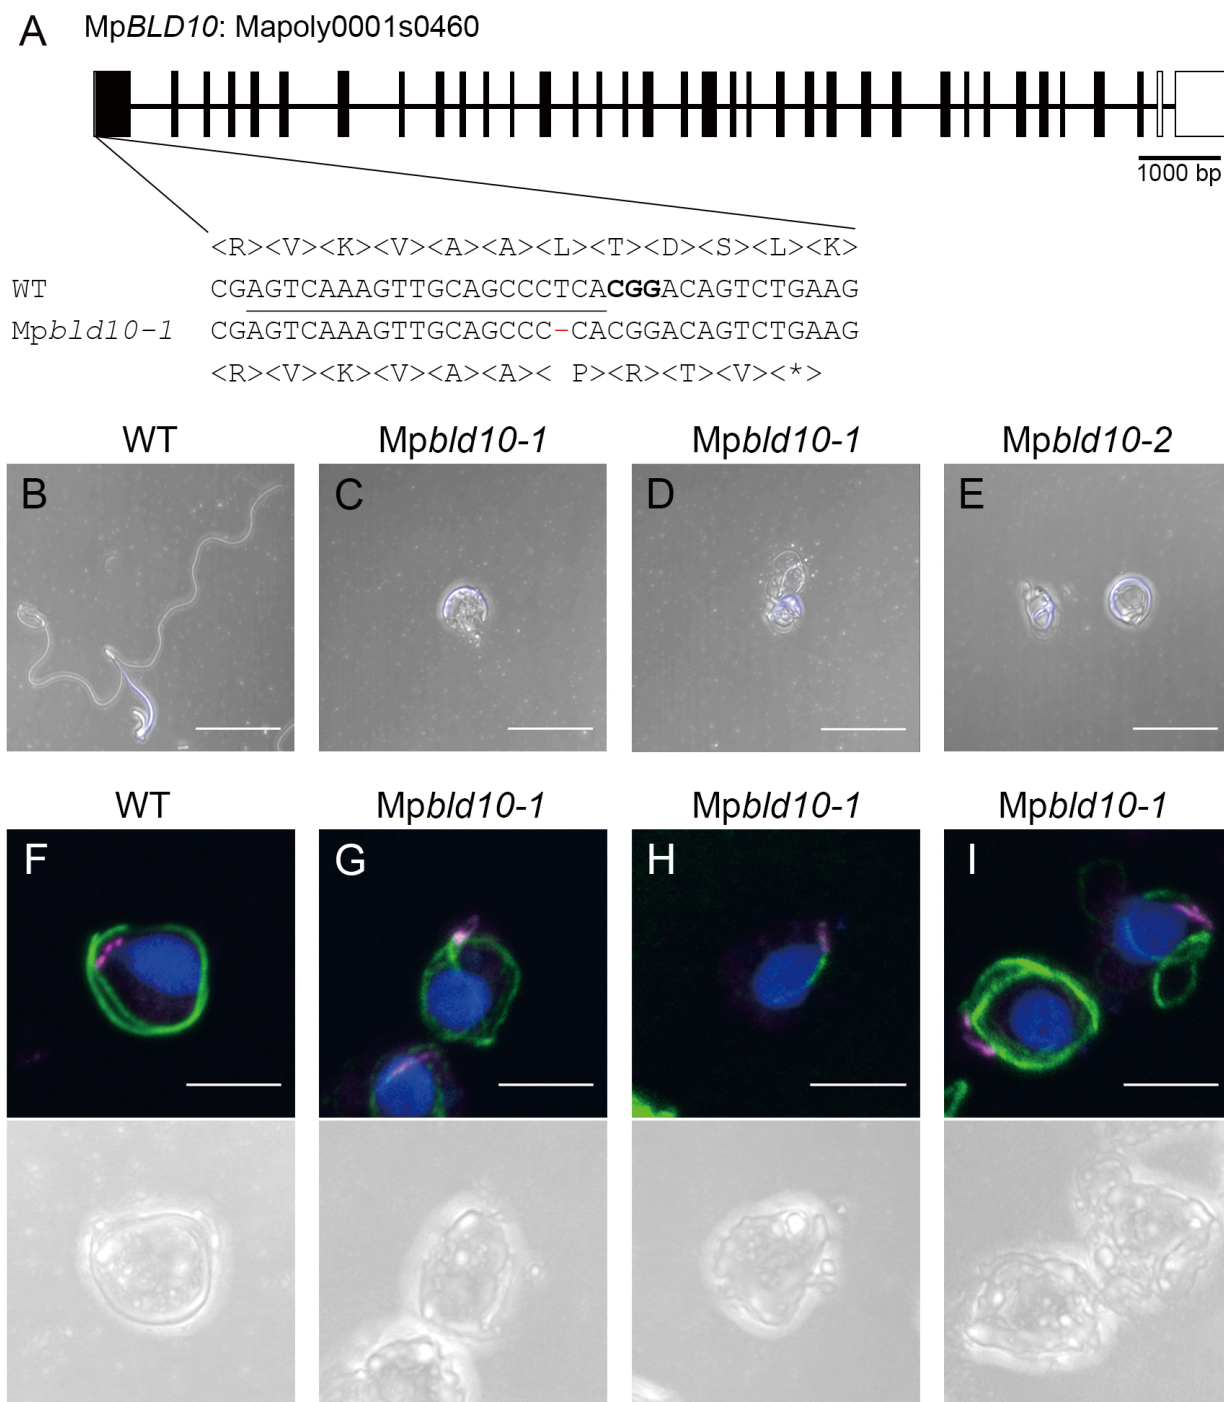 A MpBLD10: Mapoly0001s0460
1000 bp
<R><V><K><V><A><A><L><T><D><S><L><K>
WT CGAGTCAAAGTTGCAGCCCTCACGGACAGTCTGAAG
Mpbld10-1 CGAGTCAAAGTTGCAGCCC-CACGGACAGTCTGAAG
<R><V><K><V><A><A< P><R><T><V><*>
WT Mpbld10-1 Mpbld10-1 Mpbld10-2
B C D E
WT Mpbld10-1 Mpbld10-1 Mpbld10-1
F G H I